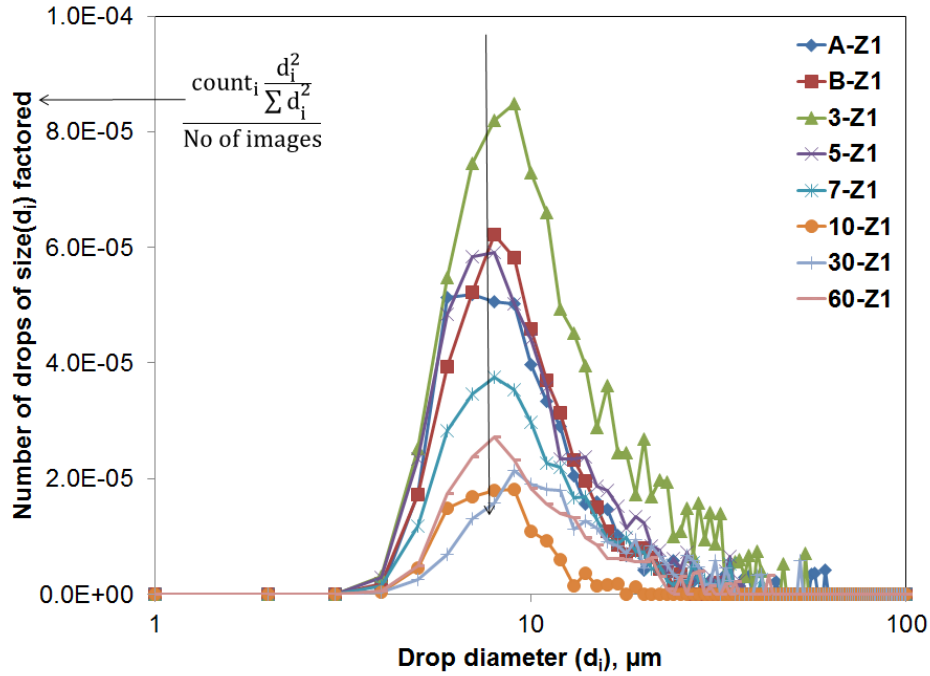 1.0E-04
8.0E-05
6.0E-05
4.0E-05
2.0E-05
0.0E+00
Number of drops of size(dᵢ) factored
countᵢ dᵢ²
∑ dᵢ²
No of images
A-Z1
B-Z1
3-Z1
5-Z1
7-Z1
10-Z1
30-Z1
60-Z1
1 10 100
Drop diameter (dᵢ), µm